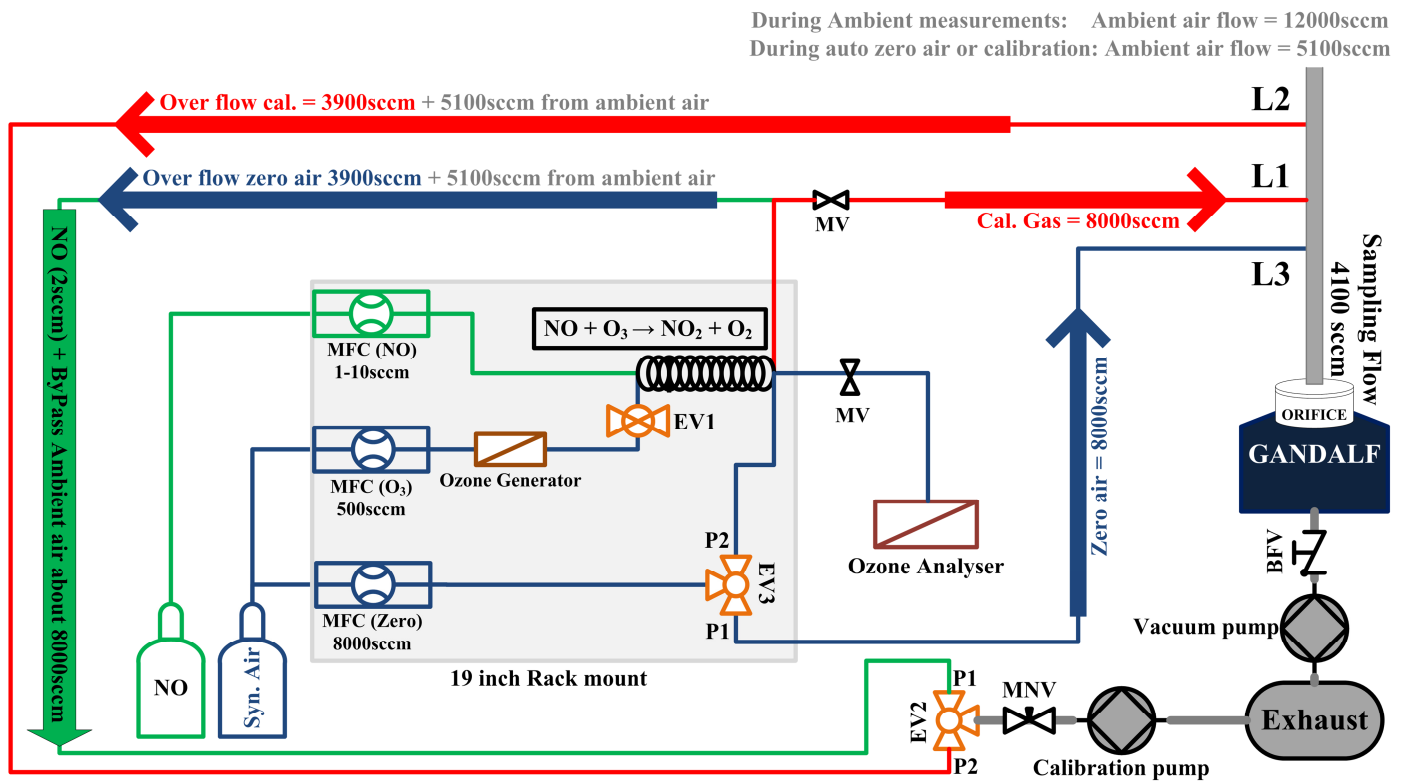 During Ambient measurements: Ambient air flow = 12000sccm
During auto zero air or calibration: Ambient air flow = 5100sccm
Over flow cal. = 3900sccm + 5100sccm from ambient air
L2
Over flow zero air 3900sccm + 5100sccm from ambient air
L1
MV
Cal. Gas = 8000sccm
L3
Sampling Flow
4100 sccm
NO (2sccm) + ByPass Ambient air about 8000sccm
MFC (NO)
1-10sccm
NO + O₃ → NO₂ + O₂
EV1
MV
MFC (O₃)
500sccm
Ozone Generator
Zero air = 8000sccm
ORIFICE
GANDALF
BFV
P2
EV3
P1
Ozone Analyser
MFC (Zero)
8000sccm
Vacuum pump
NO
Syn. Air
19 inch Rack mount
P1
EV2
P2
MNV
Calibration pump
Exhaust